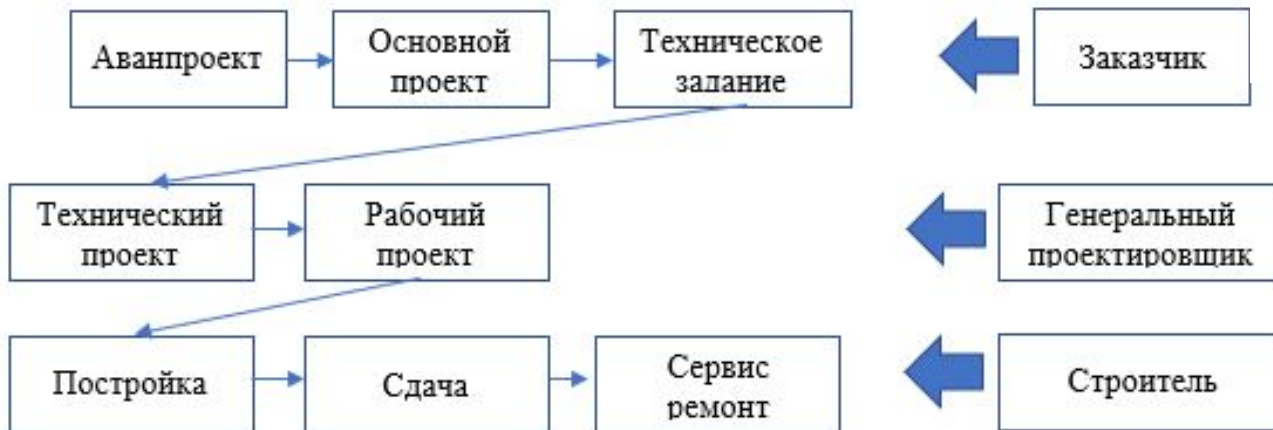 Аванпроект
Основной
проект
Техническое
задание
Заказчик
Технический
проект
Рабочий
проект
Генеральный
проектировщик
Постройка
Сдача
Сервис
ремонт
Строитель